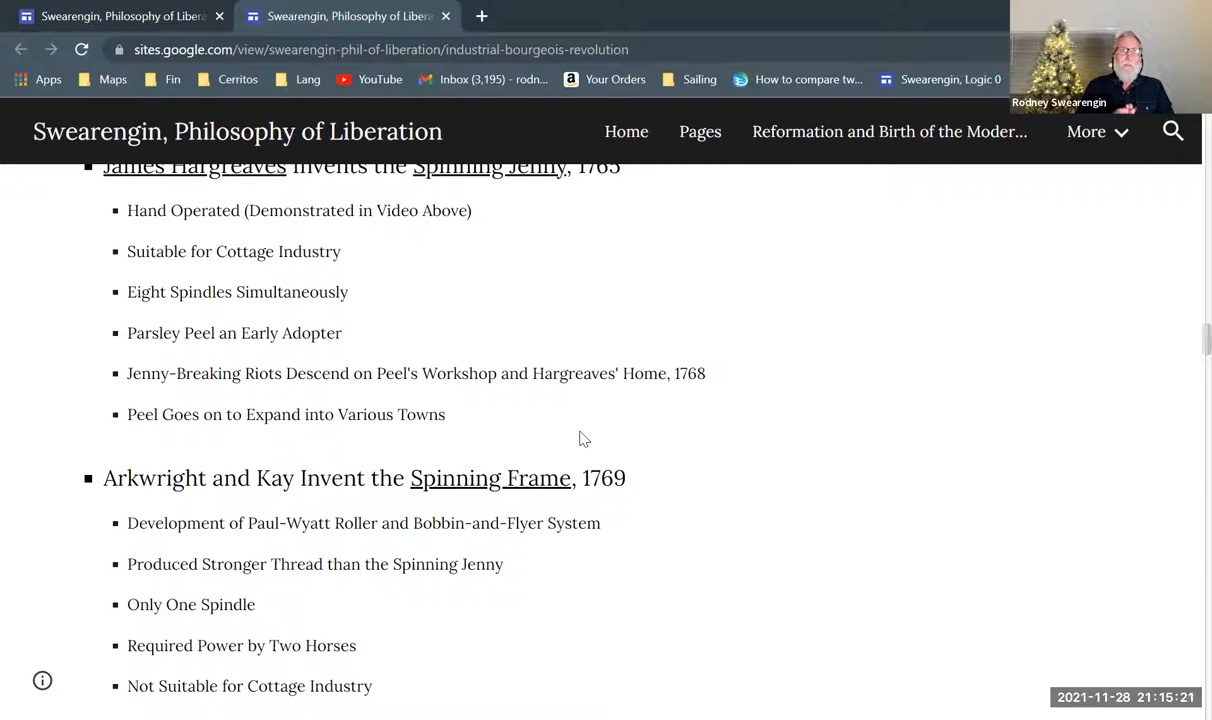 Swearengin, Philosophy of Libera
Swearengin, Philosophy of Libera
sites.google.com/view/swearengin-phil-of-liberation/industrial-bourgeois-revolution
Apps Maps Fin Cerritos Lang YouTube Inbox (3,195) - rodn... Your Orders Sailing How to compare tw... Swearengin, Logic 0
Rodney Swearengin
Swearengin, Philosophy of Liberation Home Pages Reformation and Birth of the Moder... More
James Hargreaves Invents the Spinning Jenny, 1765
Hand Operated (Demonstrated in Video Above)
Suitable for Cottage Industry
Eight Spindles Simultaneously
Parsley Peel an Early Adopter
Jenny-Breaking Riots Descend on Peel's Workshop and Hargreaves' Home, 1768
Peel Goes on to Expand into Various Towns
Arkwright and Kay Invent the Spinning Frame, 1769
Development of Paul-Wyatt Roller and Bobbin-and-Flyer System
Produced Stronger Thread than the Spinning Jenny
Only One Spindle
Required Power by Two Horses
Not Suitable for Cottage Industry
2021-11-28 21:15:21